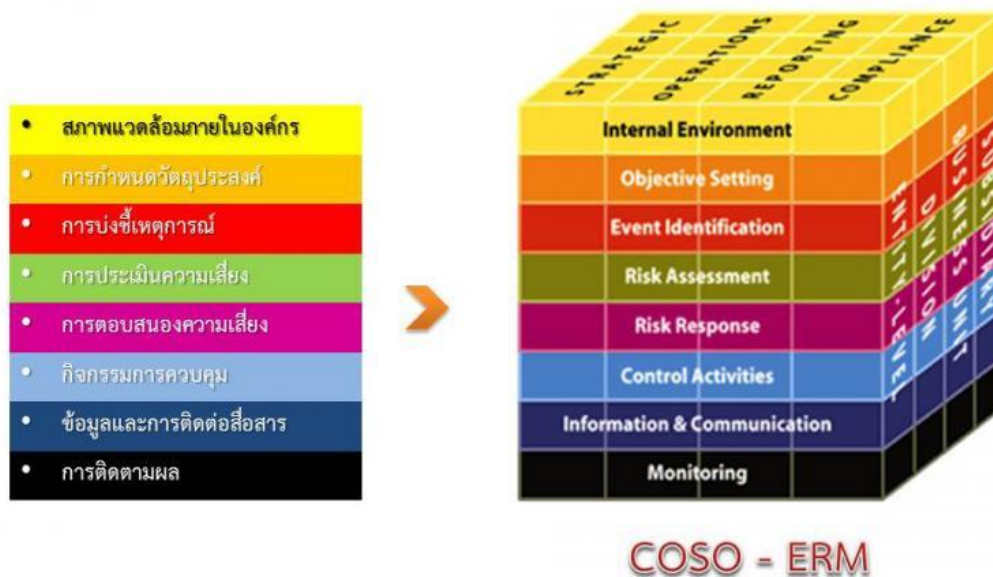 • สภาพแวดล้อมภายในองค์กร
• การกำหนดวัตถุประสงค์
• การบ่งชี้เหตุการณ์
• การประเมินความเสี่ยง
• การตอบสนองความเสี่ยง
• กิจกรรมการควบคุม
• ข้อมูลและการติดต่อสื่อสาร
• การติดตามผล
STRATEGIC
OPERATIONS
REPORTING
COMPLIANCE
Internal Environment
Objective Setting
Event Identification
Risk Assessment
Risk Response
Control Activities
Information & Communication
Monitoring
ENTITY-LEVEL
DIVISION
BUSINESS UNIT
SUBSIDIARY
COSO - ERM